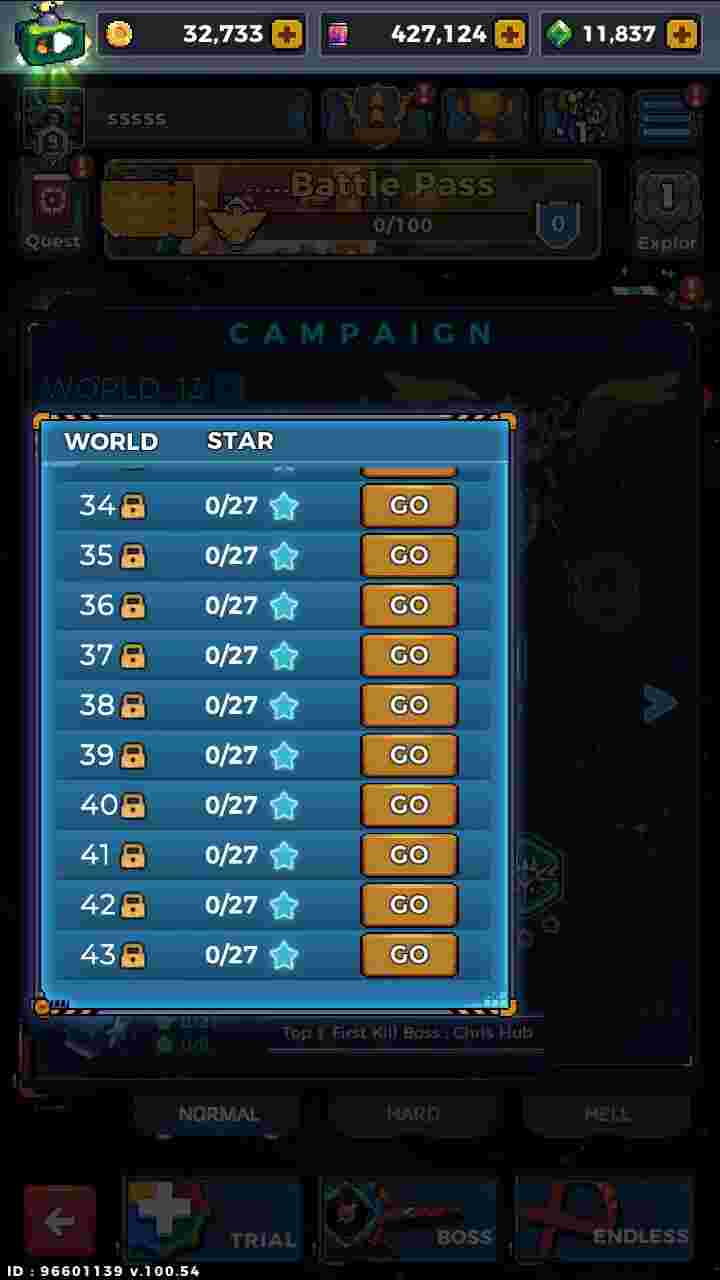 32,733
427,124
11,837
19
sssss
1
.....Battle Pass
0/100
0
1
Quest
Explor
CAMPAIGN
WORLD 13
WORLD STAR
34 0/27 GO
35 0/27 GO
36 0/27 GO
37 0/27 GO
38 0/27 GO
39 0/27 GO
40 0/27 GO
41 0/27 GO
42 0/27 GO
43 0/27 GO
Top 1 First Kill Boss : Chris Hub
NORMAL HARD HELL
TRIAL BOSS ENDLESS
ID : 96601139 v.100.54